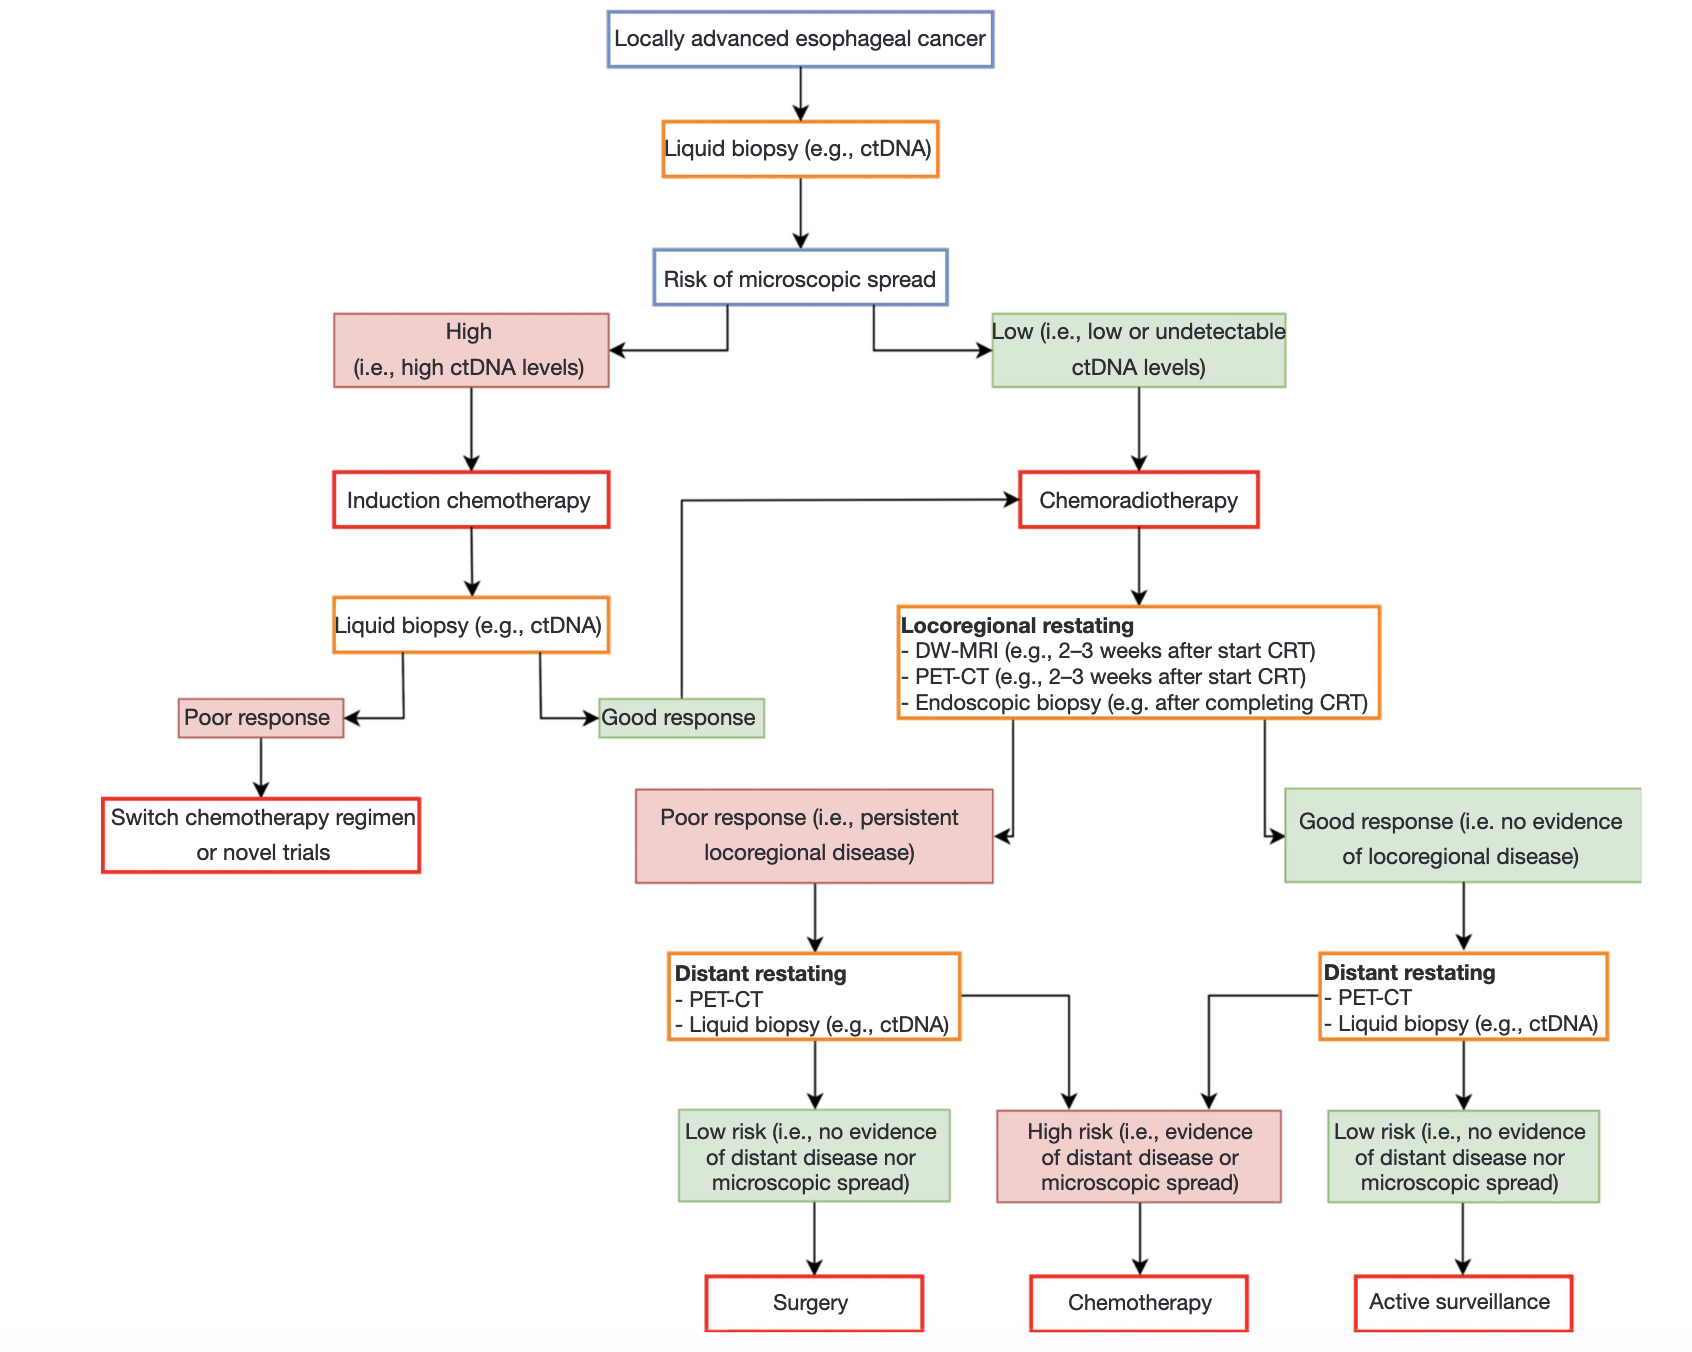 Locally advanced esophageal cancer
Liquid biopsy (e.g., ctDNA)
Risk of microscopic spread
High
(i.e., high ctDNA levels)
Low (i.e., low or undetectable
ctDNA levels)
Induction chemotherapy
Chemoradiotherapy
Liquid biopsy (e.g., ctDNA)
Locoregional restating
- DW-MRI (e.g., 2–3 weeks after start CRT)
- PET-CT (e.g., 2–3 weeks after start CRT)
- Endoscopic biopsy (e.g. after completing CRT)
Poor response
Good response
Switch chemotherapy regimen
or novel trials
Poor response (i.e., persistent
locoregional disease)
Good response (i.e. no evidence
of locoregional disease)
Distant restating
- PET-CT
- Liquid biopsy (e.g., ctDNA)
Distant restating
- PET-CT
- Liquid biopsy (e.g., ctDNA)
Low risk (i.e., no evidence
of distant disease nor
microscopic spread)
High risk (i.e., evidence
of distant disease or
microscopic spread)
Low risk (i.e., no evidence
of distant disease nor
microscopic spread)
Surgery
Chemotherapy
Active surveillance